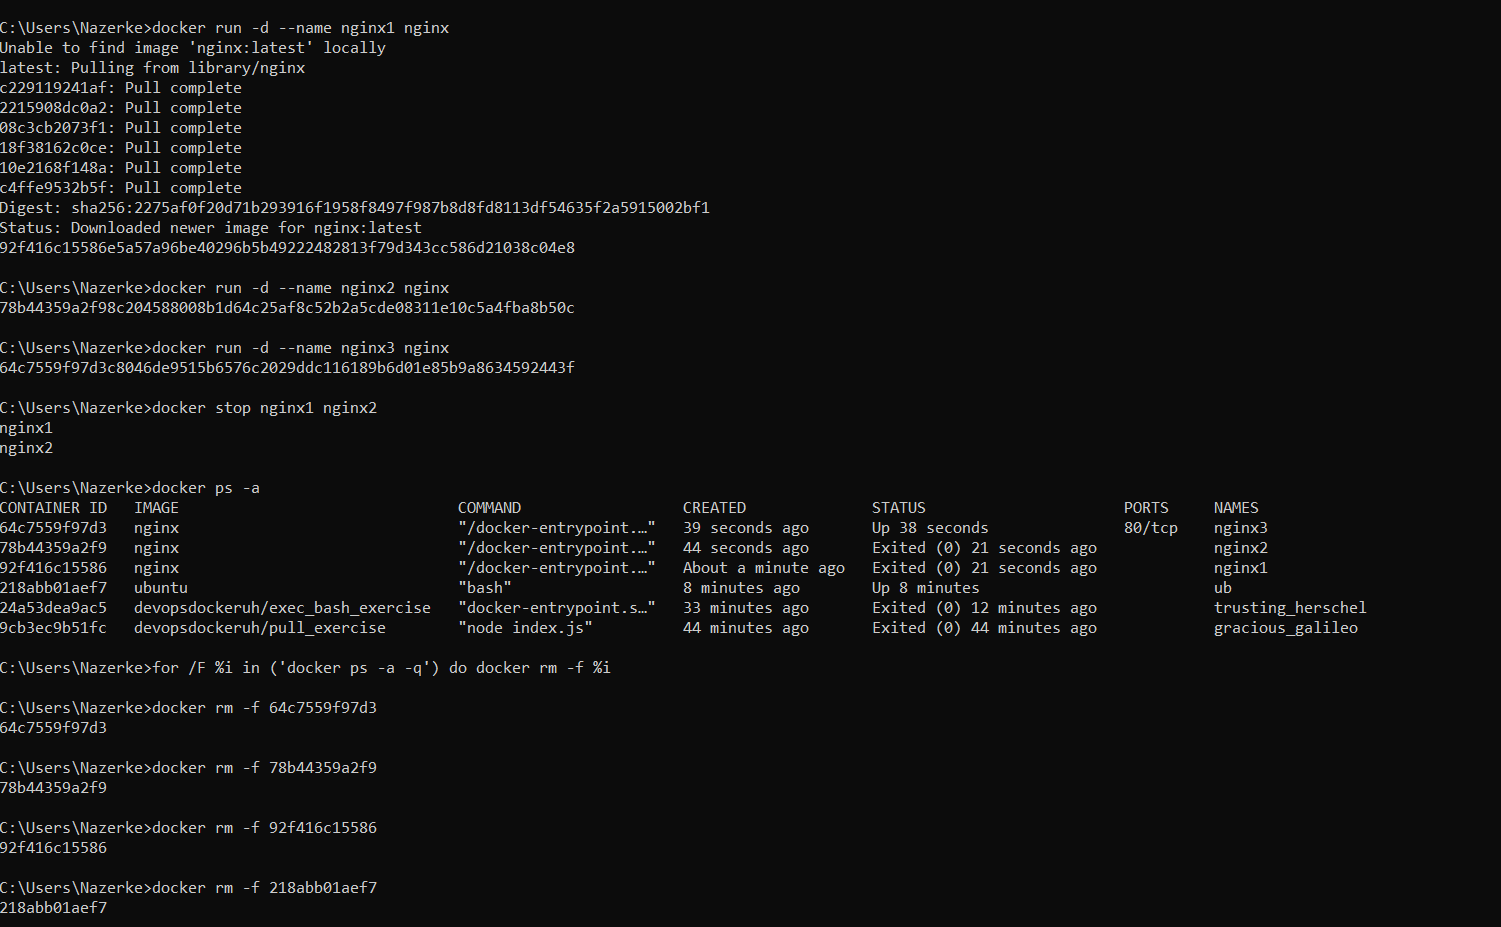 C:\Users\Nazerke>docker run -d --name nginx1 nginx
Unable to find image 'nginx:latest' locally
latest: Pulling from library/nginx
c229119241af: Pull complete
2215908dc0a2: Pull complete
08c3cb2073f1: Pull complete
18f38162c0ce: Pull complete
10e2168f148a: Pull complete
c4ffe9532b5f: Pull complete
Digest: sha256:2275af0f20d71b293916f1958f8497f987b8d8fd8113df54635f2a5915002bf1
Status: Downloaded newer image for nginx:latest
92f416c15586e5a57a96be40296b5b49222482813f79d343cc586d21038c04e8

C:\Users\Nazerke>docker run -d --name nginx2 nginx
78b44359a2f98c204588008b1d64c25af8c52b2a5cde08311e10c5a4fba8b50c

C:\Users\Nazerke>docker run -d --name nginx3 nginx
64c7559f97d3c8046de9515b6576c2029ddc116189b6d01e85b9a8634592443f

C:\Users\Nazerke>docker stop nginx1 nginx2
nginx1
nginx2

C:\Users\Nazerke>docker ps -a
CONTAINER ID   IMAGE                               COMMAND                  CREATED              STATUS                      PORTS     NAMES
64c7559f97d3   nginx                               "/docker-entrypoint.…"   39 seconds ago       Up 38 seconds               80/tcp    nginx3
78b44359a2f9   nginx                               "/docker-entrypoint.…"   44 seconds ago       Exited (0) 21 seconds ago             nginx2
92f416c15586   nginx                               "/docker-entrypoint.…"   About a minute ago   Exited (0) 21 seconds ago             nginx1
218abb01aef7   ubuntu                              "bash"                   8 minutes ago        Up 8 minutes                          ub
24a53dea9ac5   devopsdockeruh/exec_bash_exercise   "docker-entrypoint.s…"   33 minutes ago       Exited (0) 12 minutes ago             trusting_herschel
9cb3ec9b51fc   devopsdockeruh/pull_exercise        "node index.js"          44 minutes ago       Exited (0) 44 minutes ago             gracious_galileo

C:\Users\Nazerke>for /F %i in ('docker ps -a -q') do docker rm -f %i

C:\Users\Nazerke>docker rm -f 64c7559f97d3
64c7559f97d3

C:\Users\Nazerke>docker rm -f 78b44359a2f9
78b44359a2f9

C:\Users\Nazerke>docker rm -f 92f416c15586
92f416c15586

C:\Users\Nazerke>docker rm -f 218abb01aef7
218abb01aef7